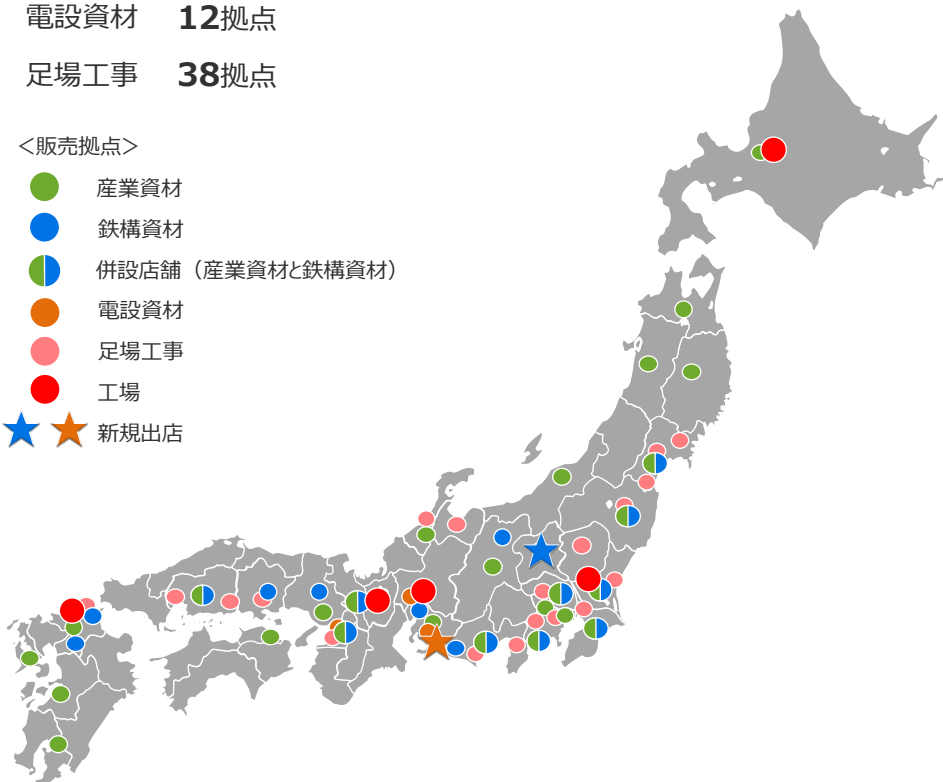 電設資材 12拠点
足場工事 38拠点
＜販売拠点＞
産業資材
鉄構資材
併設店舗（産業資材と鉄構資材）
電設資材
足場工事
工場
新規出店